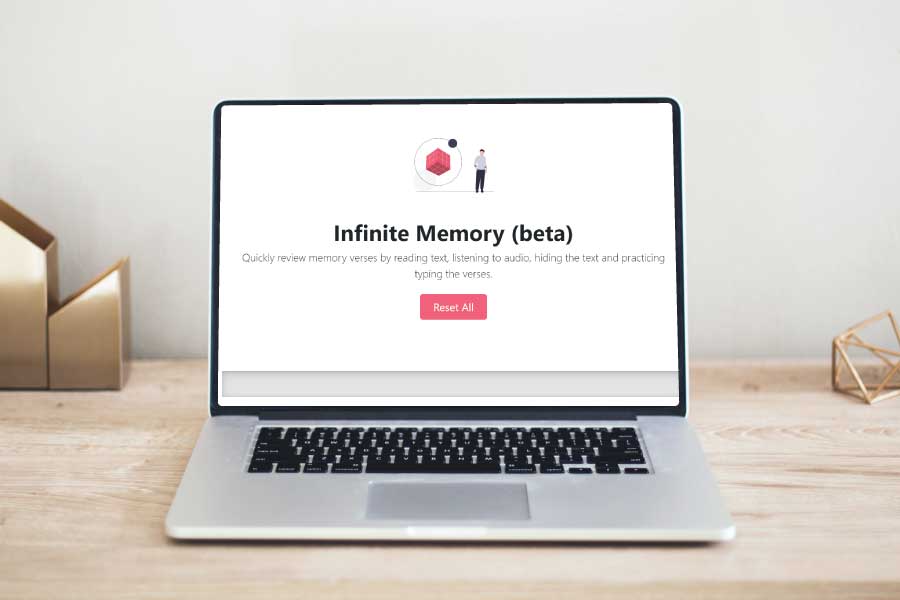 Infinite Memory (beta)
Quickly review memory verses by reading text, listening to audio, hiding the text and practicing
typing the verses.
Reset All